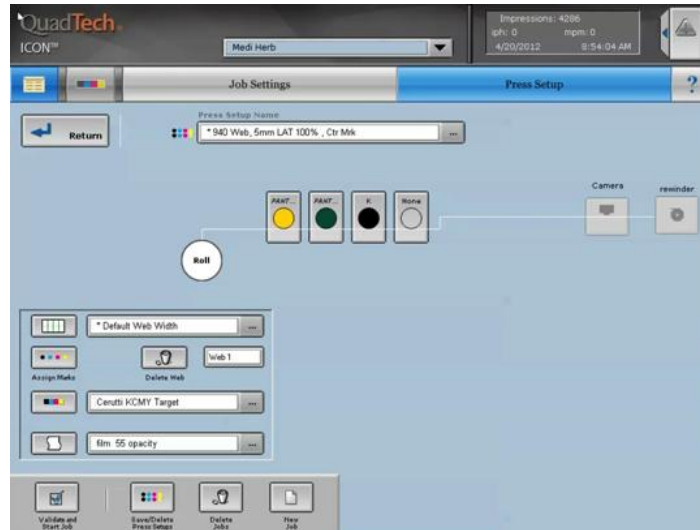 QuadTech
ICON™
Medi Herb
Impressions: 4286
iph: 0 mpm: 0
4/20/2012 8:54:04 AM
Job Settings
Press Setup
?
Return
Press Setup Name
* 940 Web, 5mm LAT 100% , Ctr Mrk
...
PANT...
PANT...
K
None
Camera
rewinder
Roll
* Default Web Width
...
Web 1
Assign Marks
Delete Web
Cerutti KCMY Target
...
film 55 opacity
...
Validate and Start Job
Save/Delete Press Setups
Delete Jobs
New Job